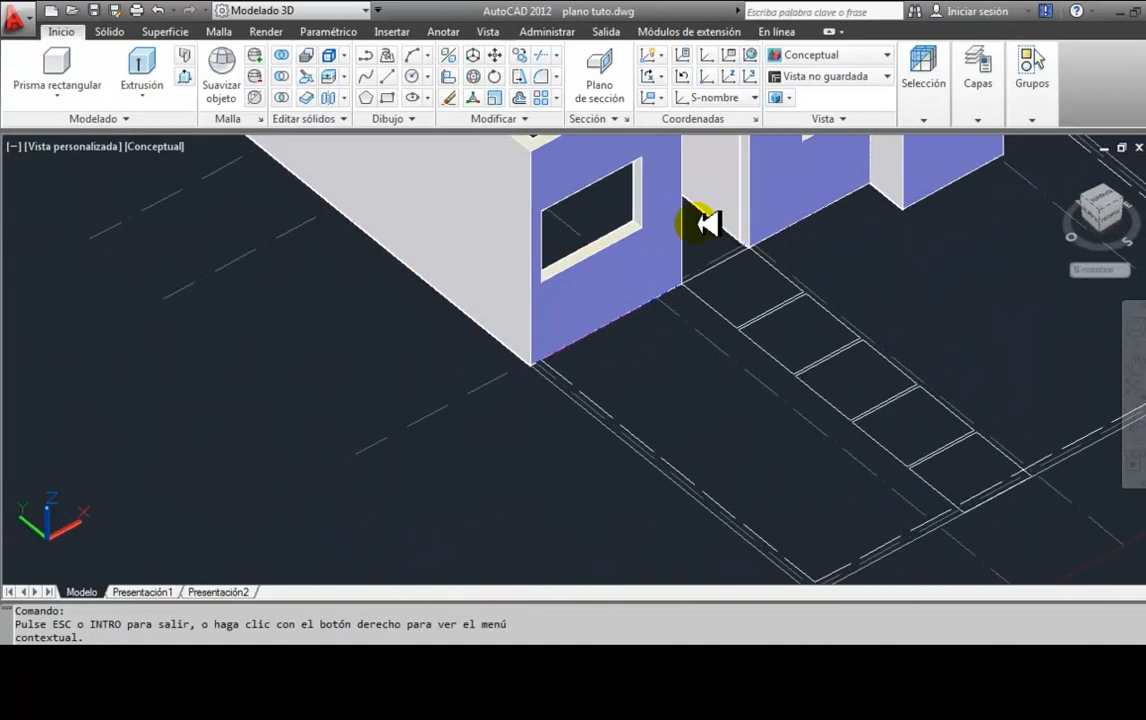 Modelado 3D
AutoCAD 2012 plano tuto.dwg
Escriba palabra clave o frase
Iniciar sesión
Inicio Sólido Superficie Malla Render Paramétrico Insertar Anotar Vista Administrar Salida Módulos de extensión En línea
Prisma rectangular
Extrusión
Suavizar objeto
Plano de sección
Conceptual
Vista no guardada
S-nombre
Selección
Capas
Grupos
Modelado
Malla
Editar sólidos
Dibujo
Modificar
Sección
Coordenadas
Vista
[−] [Vista personalizada] [Conceptual]
O
S
S-nombre
Z
Y
X
Modelo Presentación1 Presentación2
Comando:
Pulse ESC o INTRO para salir, o haga clic con el botón derecho para ver el menú
contextual.